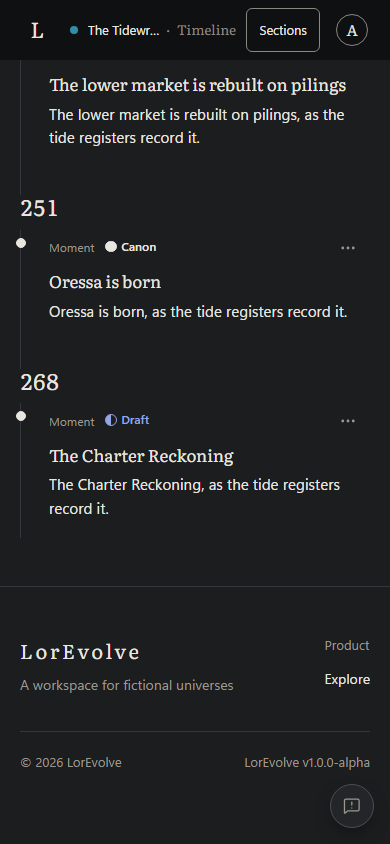 L
The Tidewr... · Timeline
Sections
A
The lower market is rebuilt on pilings
The lower market is rebuilt on pilings, as the
tide registers record it.
251
Moment Canon
Oressa is born
Oressa is born, as the tide registers record it.
268
Moment Draft
The Charter Reckoning
The Charter Reckoning, as the tide registers
record it.
LorEvolve
A workspace for fictional universes
Product
Explore
© 2026 LorEvolve
LorEvolve v1.0.0-alpha